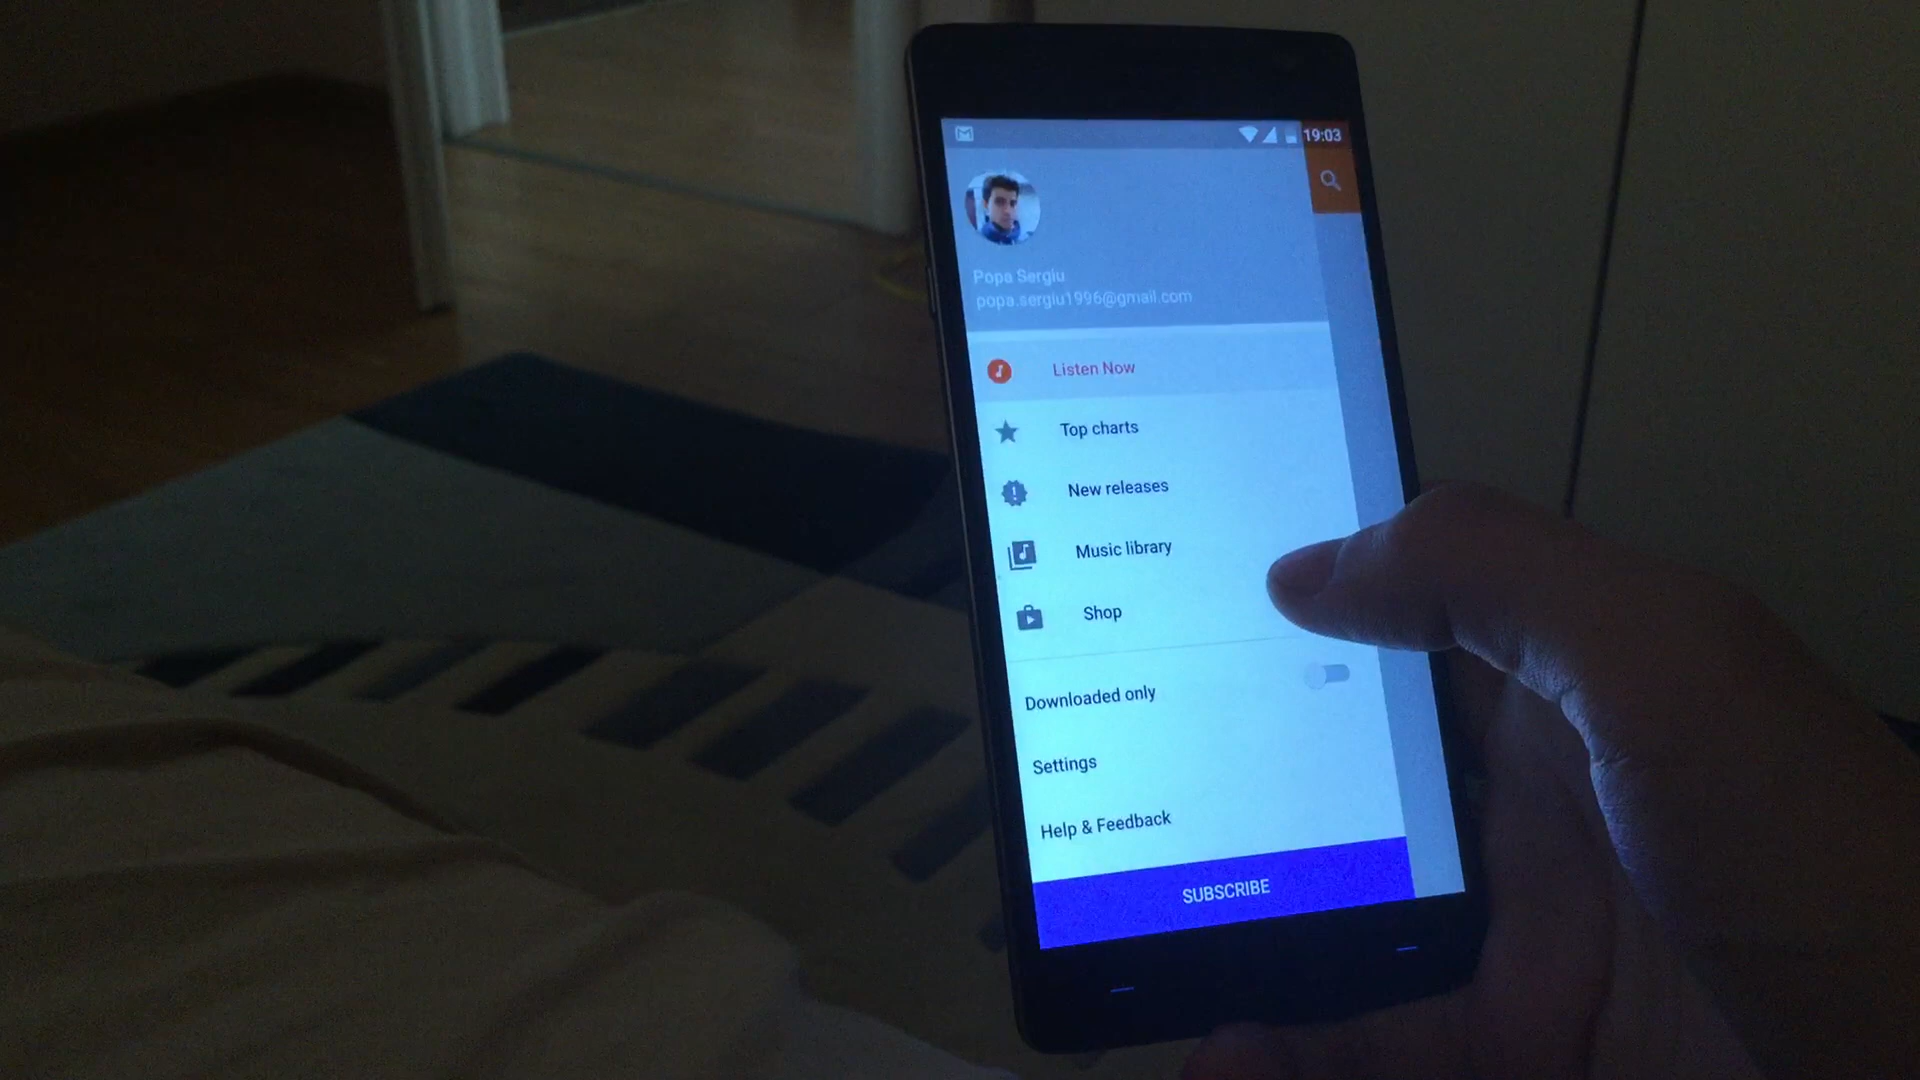 19:03
Popa Sergiu
popa.sergiu1996@gmail.com
Listen Now
Top charts
New releases
Music library
Shop
Downloaded only
Settings
Help & Feedback
SUBSCRIBE